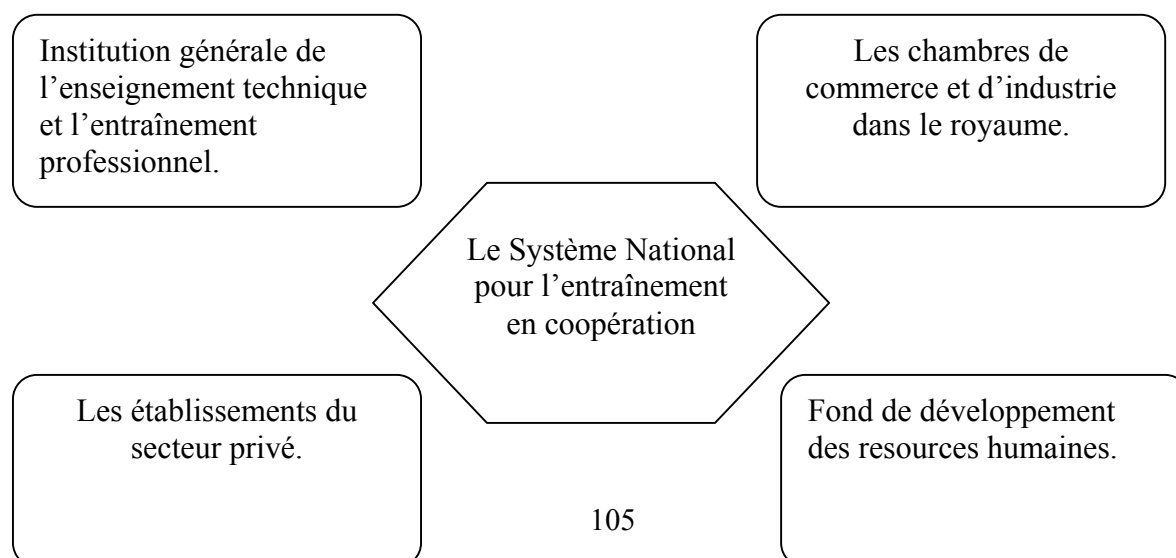 Institution générale de
l’enseignement technique
et l’entraînement
professionnel.
Les chambres de
commerce et d’industrie
dans le royaume.
Le Système National
pour l’entraînement
en coopération
Les établissements du
secteur privé.
Fond de développement
des resources humaines.
105